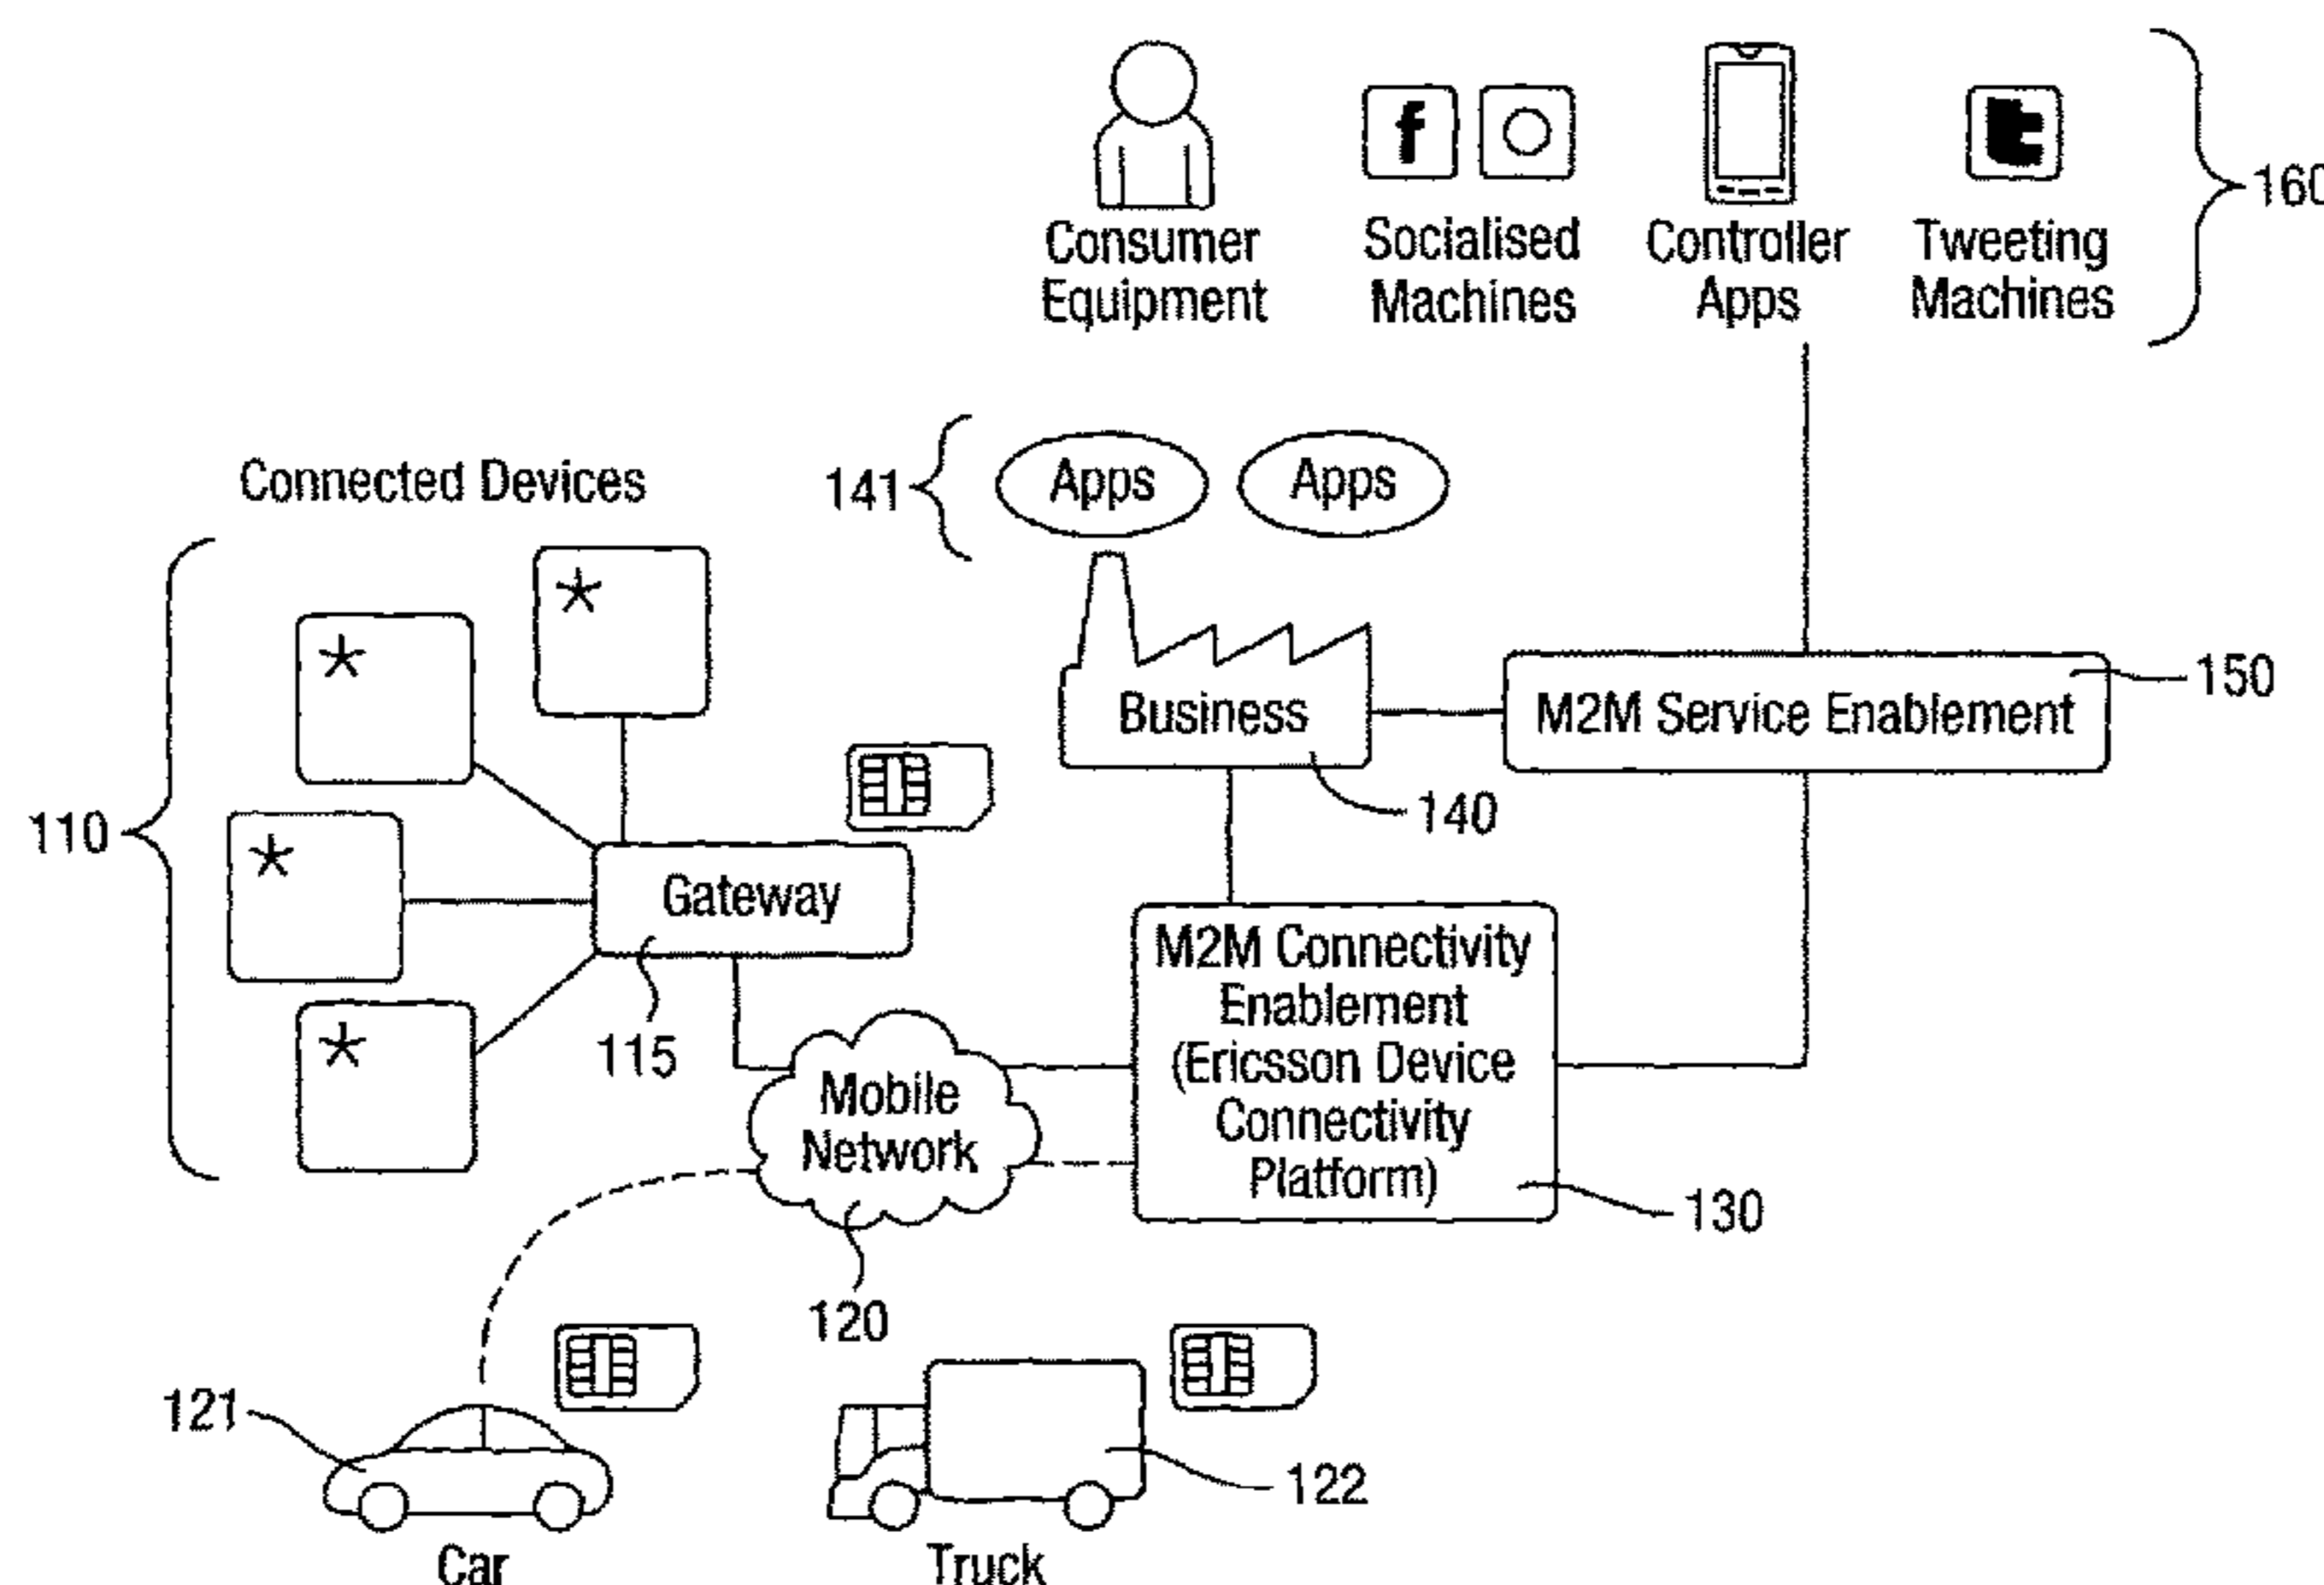 f
t
160
Consumer
Equipment
Socialised
Machines
Controller
Apps
Tweeting
Machines
141
Apps
Apps
Connected Devices
*
*
*
*
110
Gateway
115
Business
140
M2M Service Enablement
150
M2M Connectivity
Enablement
(Ericsson Device
Connectivity
Platform)
130
Mobile
Network
120
121
Car
122
Truck